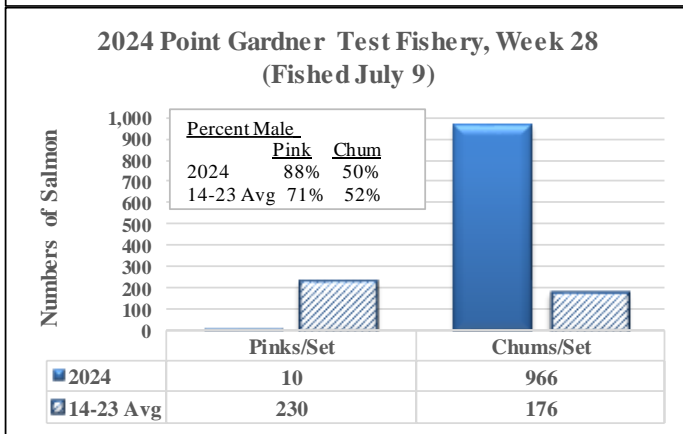 2024 Point Gardner Test Fishery, Week 28
(Fished July 9)
Numbers of Salmon
1,000
900
800
700
600
500
400
300
200
100
0
Percent Male
Pink Chum
2024 88% 50%
14-23 Avg 71% 52%
Pinks/Set Chums/Set
2024 10 966
14-23 Avg 230 176